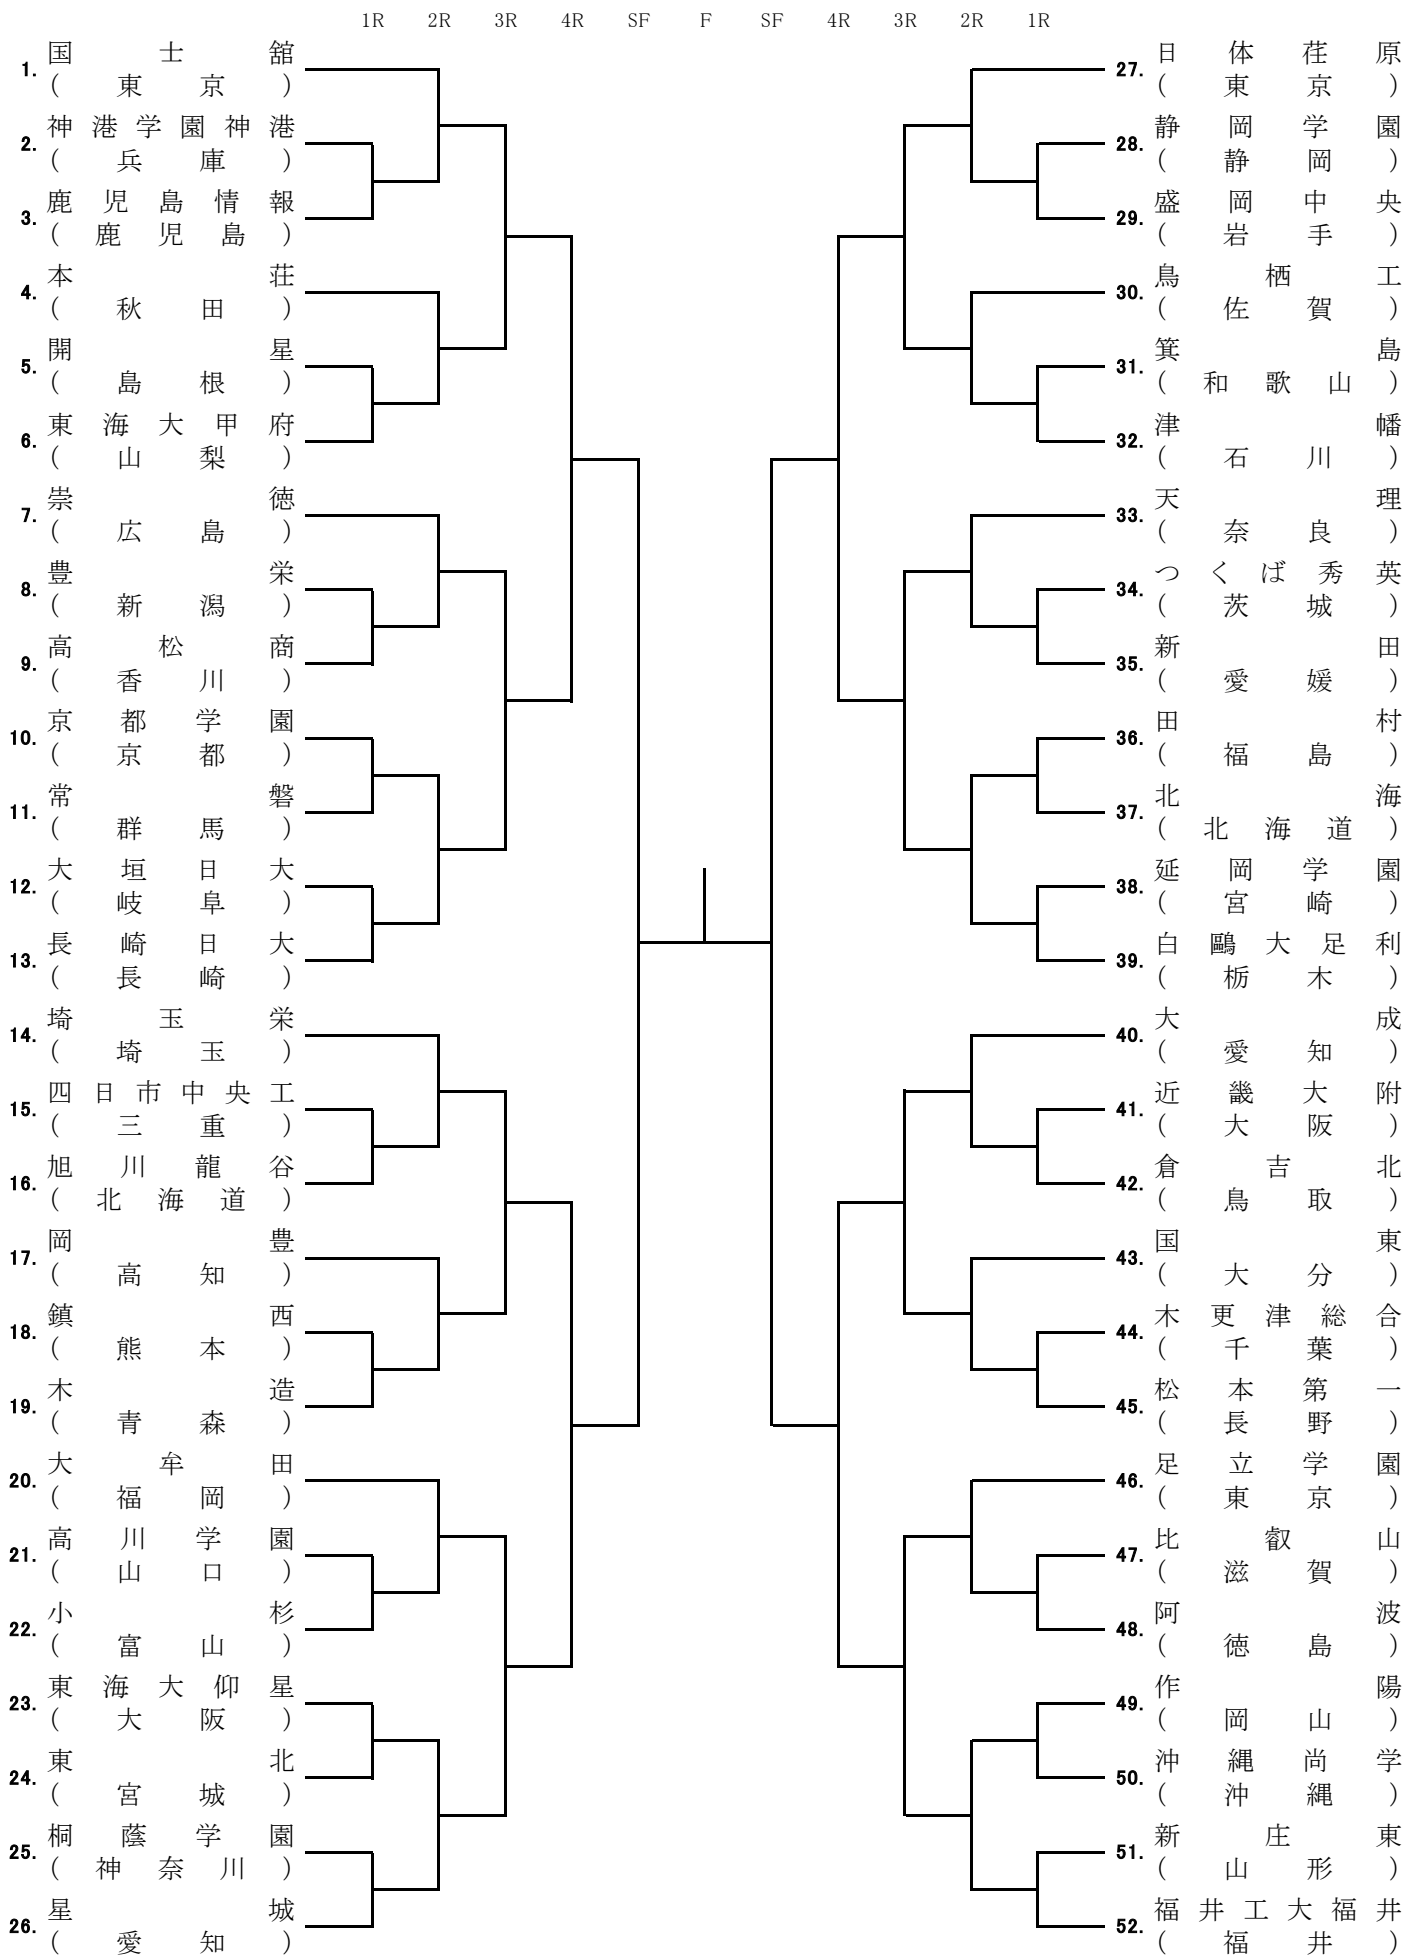 1R 2R 3R 4R SF F SF 4R 3R 2R 1R
1. 国士舘
(東京)
2. 神港学園神港
(兵庫)
3. 鹿児島情報
(鹿児島)
4. 本荘
(秋田)
5. 開星
(島根)
6. 東海大甲府
(山梨)
7. 崇徳
(広島)
8. 豊栄
(新潟)
9. 高松商
(香川)
10. 京都学園
(京都)
11. 常磐
(群馬)
12. 大垣日大
(岐阜)
13. 長崎日大
(長崎)
14. 埼玉栄
(埼玉)
15. 四日市中央工
(三重)
16. 旭川龍谷
(北海道)
17. 岡豊
(高知)
18. 鎮西
(熊本)
19. 木造
(青森)
20. 大牟田
(福岡)
21. 高川学園
(山口)
22. 小杉
(富山)
23. 東海大仰星
(大阪)
24. 東北
(宮城)
25. 桐蔭学園
(神奈川)
26. 星城
(愛知)
27. 日体荏原
(東京)
28. 静岡学園
(静岡)
29. 盛岡中央
(岩手)
30. 鳥栖工
(佐賀)
31. 箕島
(和歌山)
32. 津幡
(石川)
33. 天理
(奈良)
34. つくば秀英
(茨城)
35. 新田
(愛媛)
36. 田村
(福島)
37. 北海
(北海道)
38. 延岡学園
(宮崎)
39. 白鷗大足利
(栃木)
40. 大成
(愛知)
41. 近畿大附
(大阪)
42. 倉吉北
(鳥取)
43. 国東
(大分)
44. 木更津総合
(千葉)
45. 松本第一
(長野)
46. 足立学園
(東京)
47. 比叡山
(滋賀)
48. 阿波
(徳島)
49. 作陽
(岡山)
50. 沖縄尚学
(沖縄)
51. 新庄東
(山形)
52. 福井工大福井
(福井)